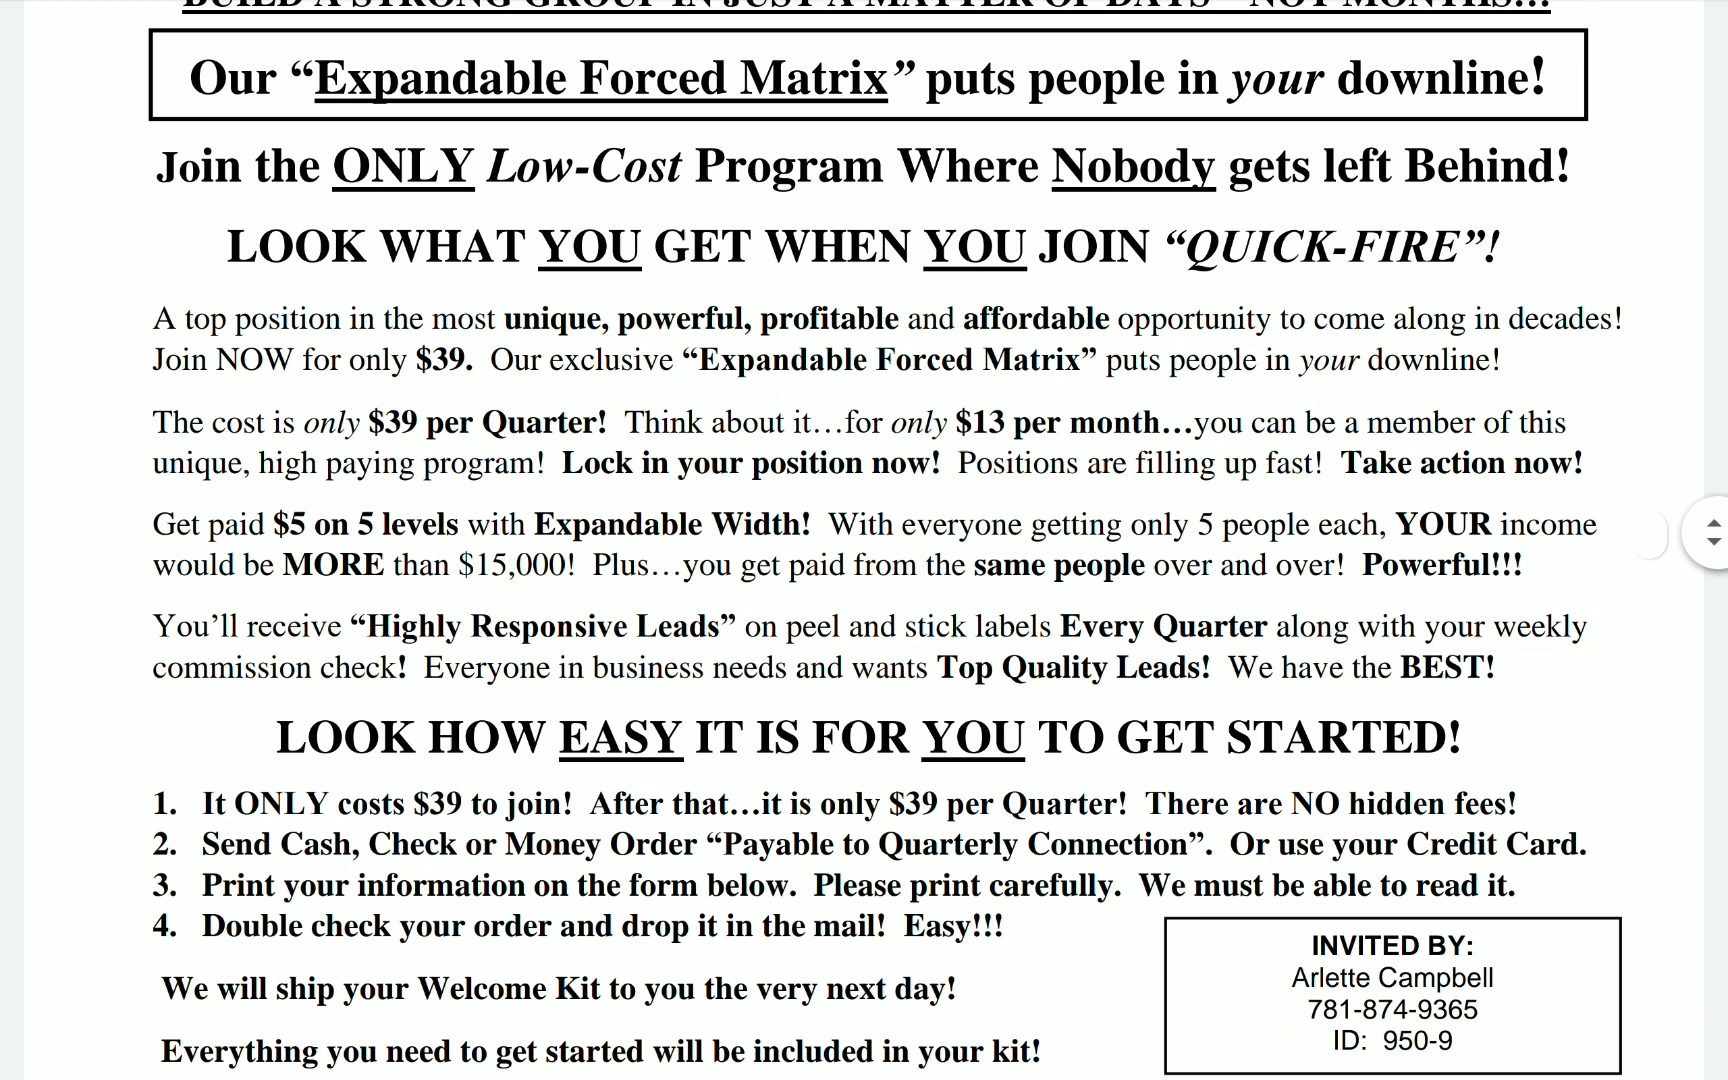 BUILD A STRONG GROUP IN JUST A MATTER OF DAYS – NOT MONTHS!!!
Our “Expandable Forced Matrix” puts people in your downline!
Join the ONLY Low-Cost Program Where Nobody gets left Behind!
LOOK WHAT YOU GET WHEN YOU JOIN “QUICK-FIRE”!
A top position in the most unique, powerful, profitable and affordable opportunity to come along in decades!
Join NOW for only $39.  Our exclusive “Expandable Forced Matrix” puts people in your downline!
The cost is only $39 per Quarter!  Think about it…for only $13 per month…you can be a member of this
unique, high paying program!  Lock in your position now!  Positions are filling up fast!  Take action now!
Get paid $5 on 5 levels with Expandable Width!  With everyone getting only 5 people each, YOUR income
would be MORE than $15,000!  Plus…you get paid from the same people over and over!  Powerful!!!
You’ll receive “Highly Responsive Leads” on peel and stick labels Every Quarter along with your weekly
commission check!  Everyone in business needs and wants Top Quality Leads!  We have the BEST!
LOOK HOW EASY IT IS FOR YOU TO GET STARTED!
1. It ONLY costs $39 to join!  After that…it is only $39 per Quarter!  There are NO hidden fees!
2. Send Cash, Check or Money Order “Payable to Quarterly Connection”.  Or use your Credit Card.
3. Print your information on the form below.  Please print carefully.  We must be able to read it.
4. Double check your order and drop it in the mail!  Easy!!!
We will ship your Welcome Kit to you the very next day!
Everything you need to get started will be included in your kit!
INVITED BY:
Arlette Campbell
781-874-9365
ID:  950-9